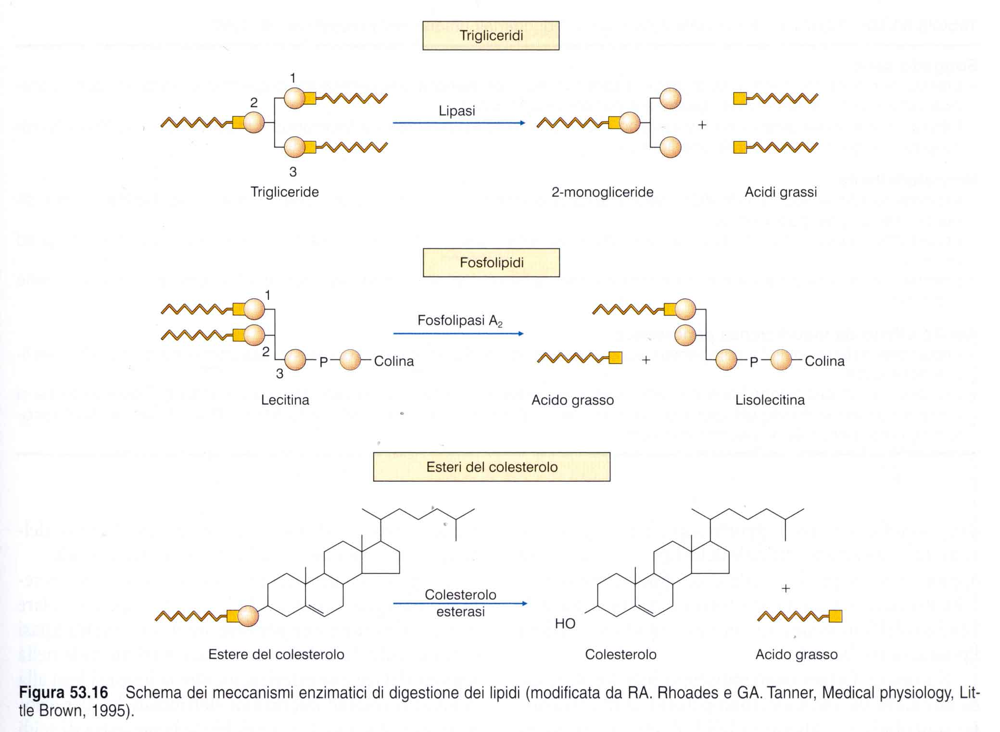 Trigliceridi
1
2
3
Lipasi
+
Trigliceride
2-monogliceride
Acidi grassi
Fosfolipidi
1
2
3
P
Colina
Fosfolipasi A₂
+
P
Colina
Lecitina
Acido grasso
Lisolecitina
Esteri del colesterolo
Colesterolo
esterasi
HO
+
Estere del colesterolo
Colesterolo
Acido grasso
Figura 53.16 Schema dei meccanismi enzimatici di digestione dei lipidi (modificata da RA. Rhoades e GA. Tanner, Medical physiology, Lit-
tle Brown, 1995).